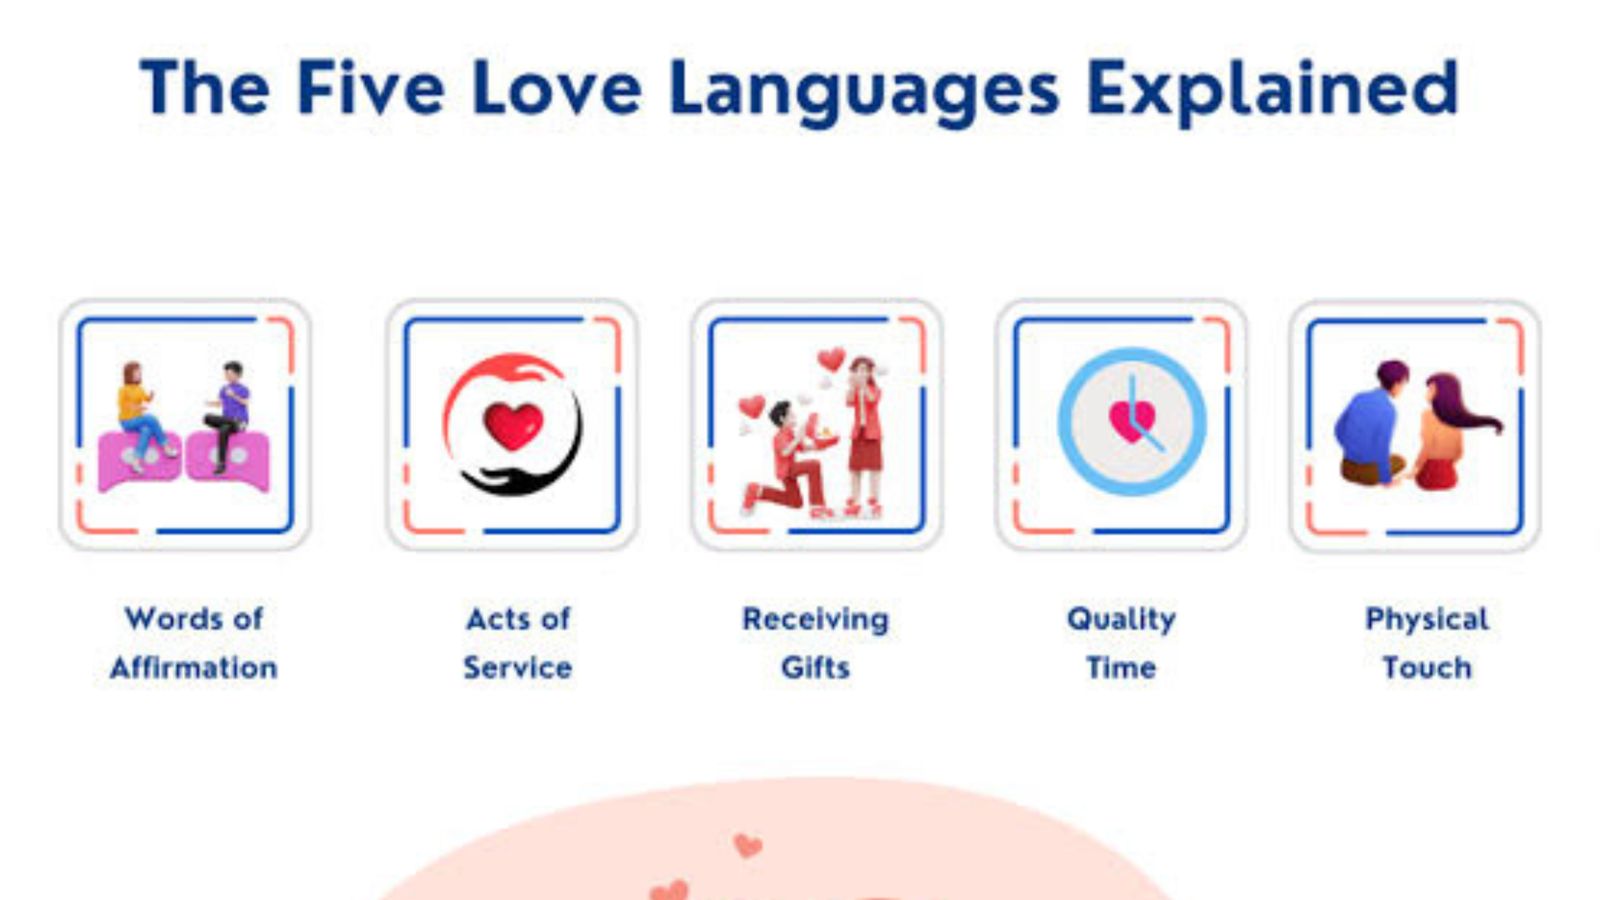 The Five Love Languages Explained
Words of
Affirmation
Acts of
Service
Receiving
Gifts
Quality
Time
Physical
Touch